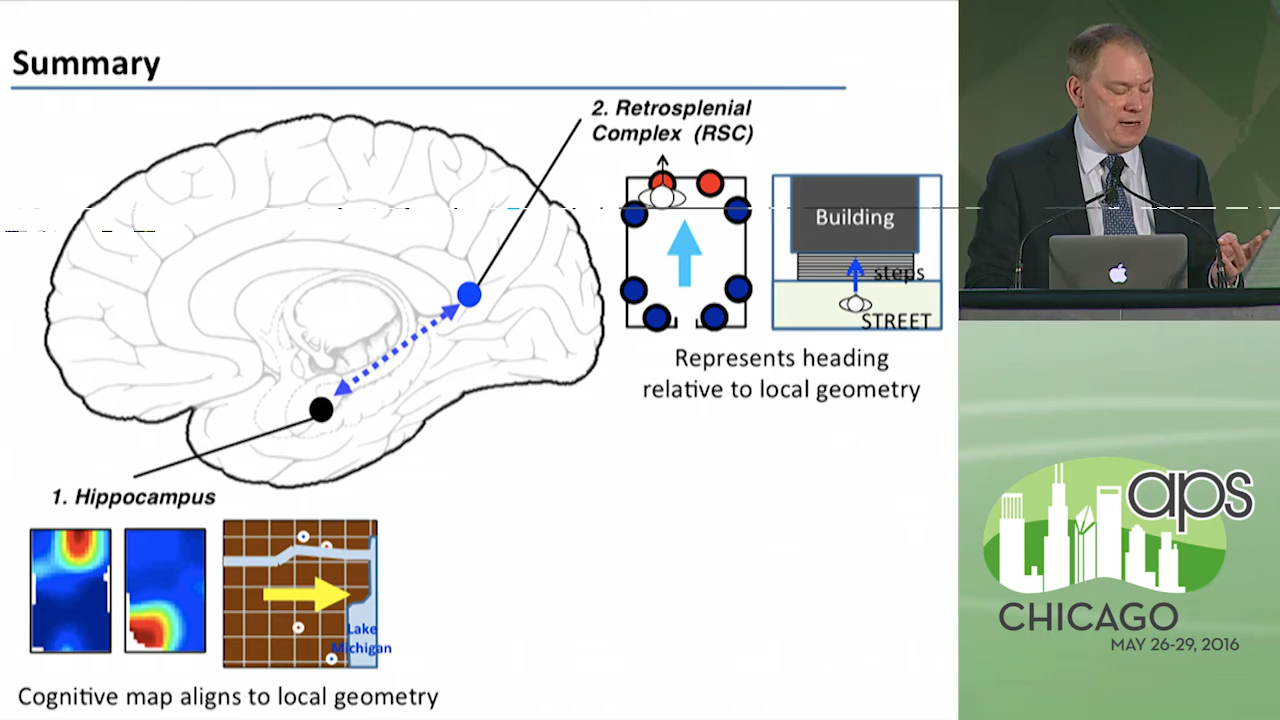 Summary
2. Retrosplenial
Complex (RSC)
Building
steps
STREET
Represents heading
relative to local geometry
1. Hippocampus
Lake
Michigan
Cognitive map aligns to local geometry
aps
CHICAGO
MAY 26-29, 2016